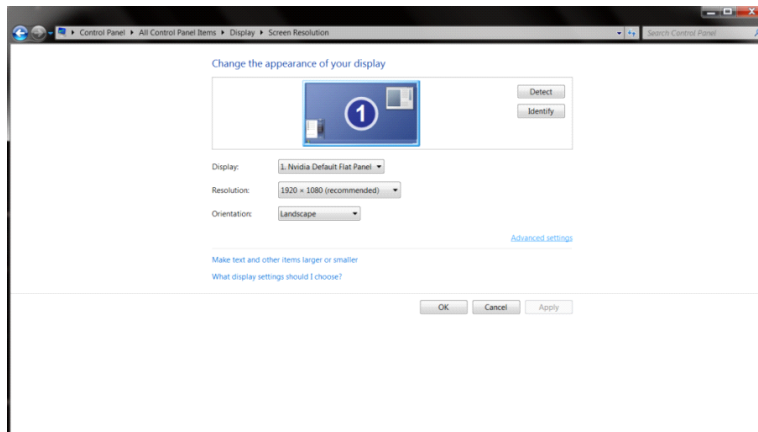 Control Panel ▸ All Control Panel Items ▸ Display ▸ Screen Resolution
Search Control Panel
Change the appearance of your display
1
Detect
Identify
Display: 1. Nvidia Default Flat Panel
Resolution: 1920 × 1080 (recommended)
Orientation: Landscape
Advanced settings
Make text and other items larger or smaller
What display settings should I choose?
OK Cancel Apply